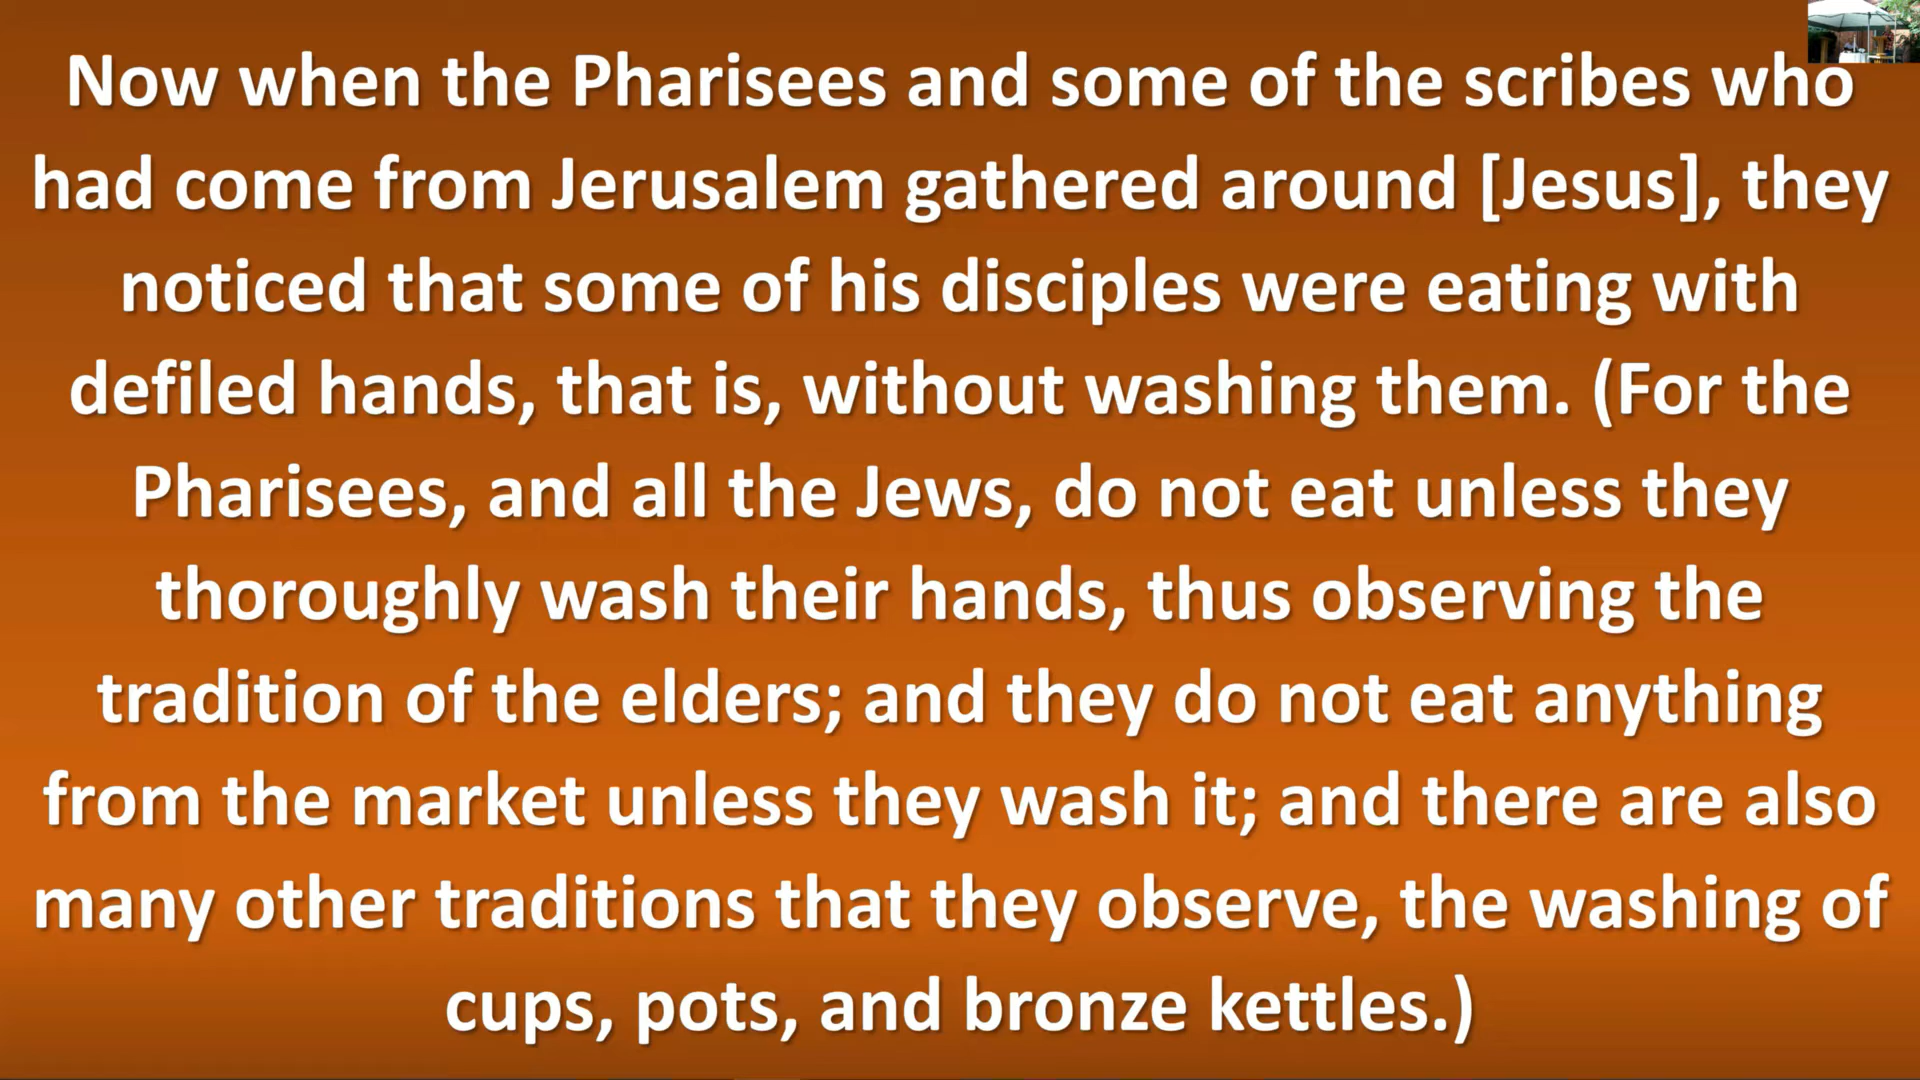 Now when the Pharisees and some of the scribes who
had come from Jerusalem gathered around [Jesus], they
noticed that some of his disciples were eating with
defiled hands, that is, without washing them. (For the
Pharisees, and all the Jews, do not eat unless they
thoroughly wash their hands, thus observing the
tradition of the elders; and they do not eat anything
from the market unless they wash it; and there are also
many other traditions that they observe, the washing of
cups, pots, and bronze kettles.)